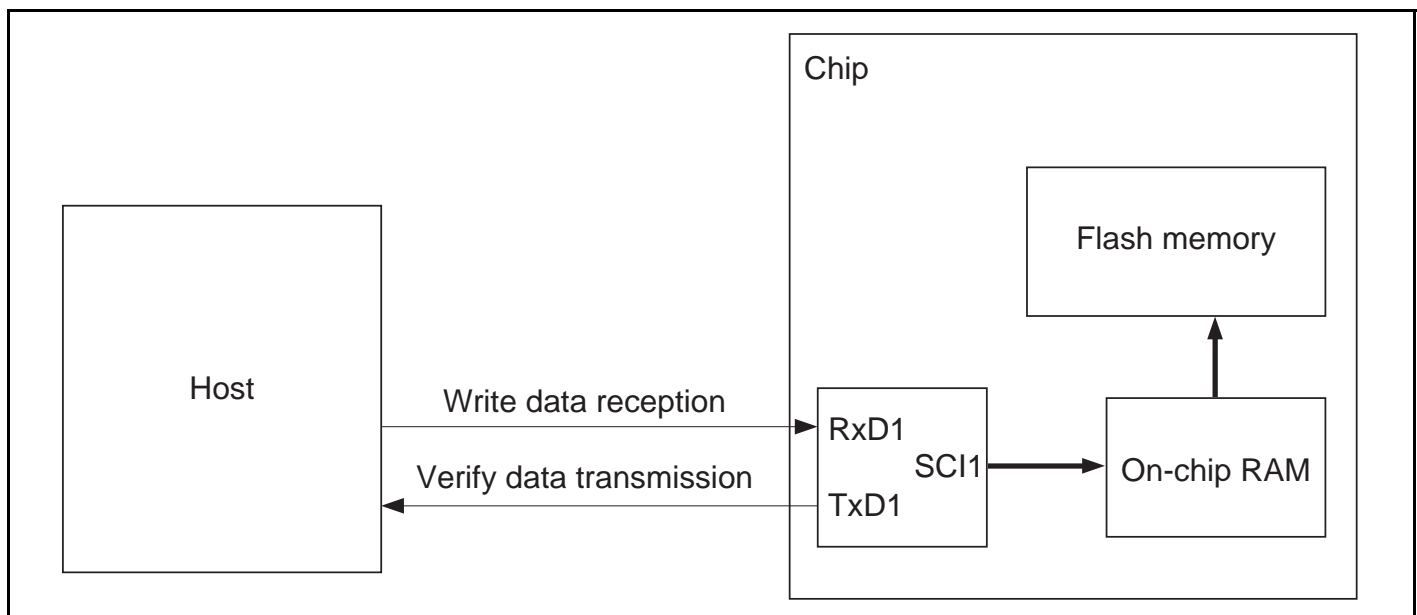 Chip
Flash memory
Host
Write data reception
RxD1
SCI1
On-chip RAM
Verify data transmission
TxD1